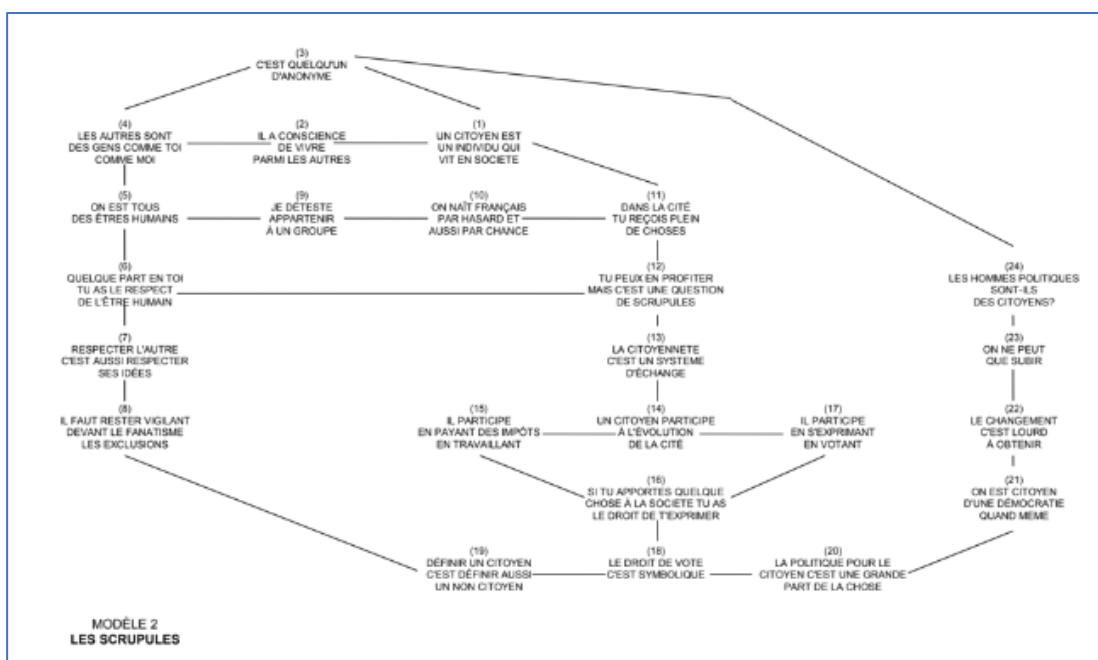 (3)
C'EST QUELQU'UN
D'ANONYME
(4)
LES AUTRES SONT
DES GENS COMME TOI
COMME MOI
(2)
IL A CONSCIENCE
DE VIVRE
PARMI LES AUTRES
(1)
UN CITOYEN EST
UN INDIVIDU QUI
VIT EN SOCIETE
(5)
ON EST TOUS
DES ÊTRES HUMAINS
(9)
JE DÉTESTE
APPARTENIR
À UN GROUPE
(10)
ON NAÎT FRANÇAIS
PAR HASARD ET
AUSSI PAR CHANCE
(11)
DANS LA CITÉ
TU REÇOIS PLEIN
DE CHOSES
(6)
QUELQUE PART EN TOI
TU AS LE RESPECT
DE L'ÊTRE HUMAIN
(12)
TU PEUX EN PROFITER
MAIS C'EST UNE QUESTION
DE SCRUPULES
(24)
LES HOMMES POLITIQUES
SONT-ILS
DES CITOYENS?
(7)
RESPECTER L'AUTRE
C'EST AUSSI RESPECTER
SES IDÉES
(13)
LA CITOYENNETE
C'EST UN SYSTEME
D'ÉCHANGE
(23)
ON NE PEUT
QUE SUBIR
(8)
IL FAUT RESTER VIGILANT
DEVANT LE FANATISME
LES EXCLUSIONS
(15)
IL PARTICIPE
EN PAYANT DES IMPÔTS
EN TRAVAILLANT
(14)
UN CITOYEN PARTICIPE
À L'ÉVOLUTION
DE LA CITÉ
(17)
IL PARTICIPE
EN S'EXPRIMANT
EN VOTANT
(22)
LE CHANGEMENT
C'EST LOURD
À OBTENIR
(16)
SI TU APPORTES QUELQUE
CHOSE À LA SOCIETE TU AS
LE DROIT DE T'EXPRIMER
(21)
ON EST CITOYEN
D'UNE DÉMOCRATIE
QUAND MEME
(19)
DÉFINIR UN CITOYEN
C'EST DÉFINIR AUSSI
UN NON CITOYEN
(18)
LE DROIT DE VOTE
C'EST SYMBOLIQUE
(20)
LA POLITIQUE POUR LE
CITOYEN C'EST UNE GRANDE
PART DE LA CHOSE
MODÈLE 2
LES SCRUPULES